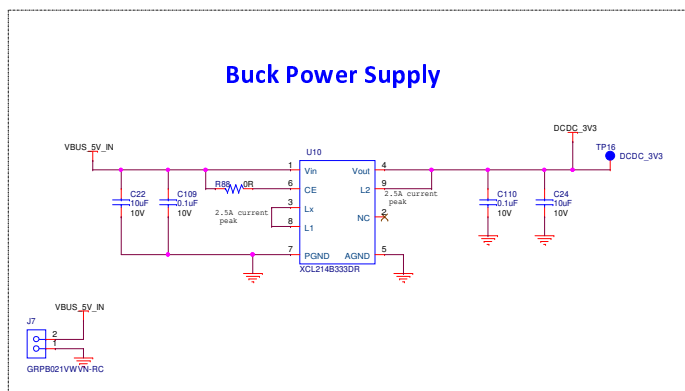 Buck Power Supply
DCDC_3V3
VBUS_5V_IN
TP16
DCDC_3V3
U10
1 Vin Vout 4
R88 0R 6 CE L2 9
C22 C109
10uF 0.1uF
10V 10V
2.5A current
peak
3 Lx
8 L1
2.5A current
peak
NC 2
C110 C24
0.1uF 10uF
10V 10V
7 PGND AGND 5
XCL214B333DR
VBUS_5V_IN
J7
2
1
GRPB021VWVN-RC